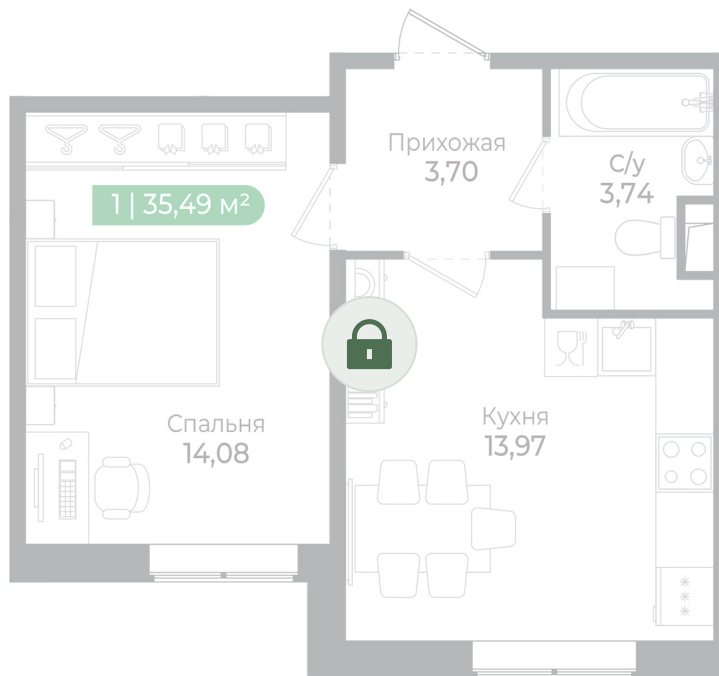 Прихожая
3,70
С/у
3,74
1 | 35,49 м²
Спальня
14,08
Кухня
13,97